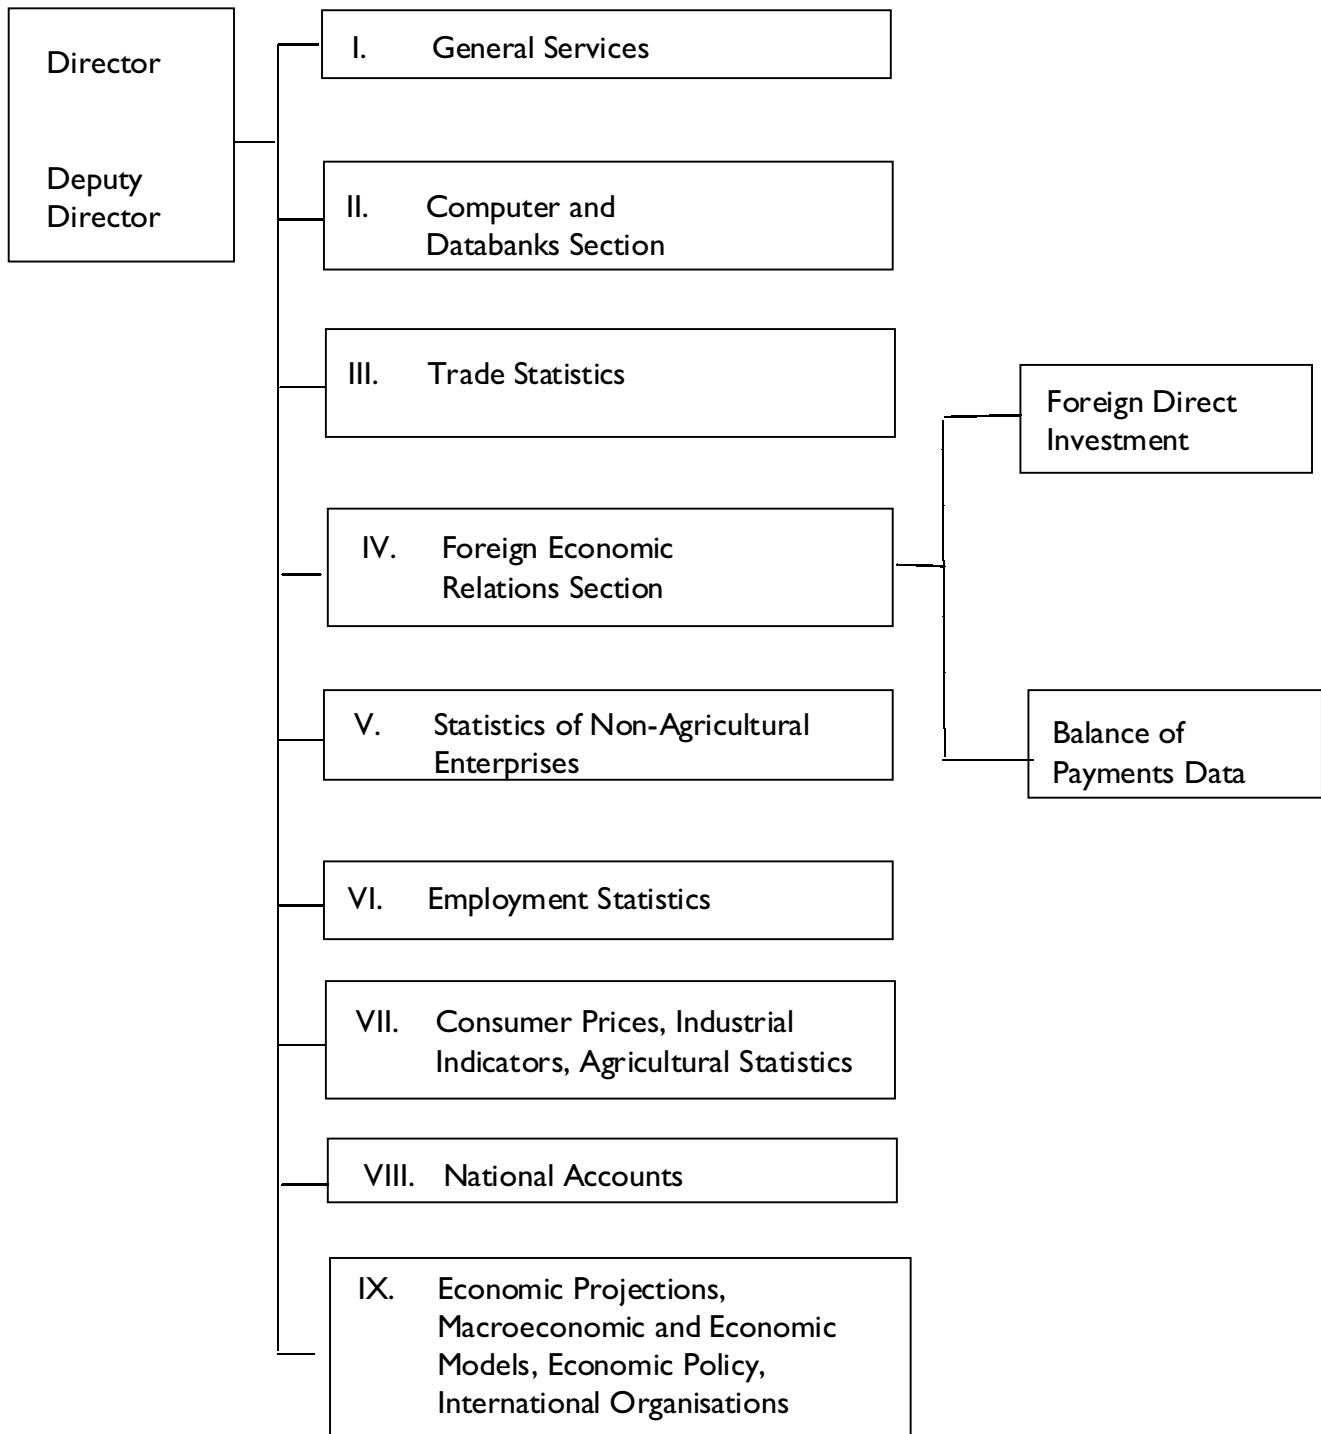 Director
Deputy
Director
I. General Services
II. Computer and
Databanks Section
III. Trade Statistics
IV. Foreign Economic
Relations Section
Foreign Direct
Investment
Balance of
Payments Data
V. Statistics of Non-Agricultural
Enterprises
VI. Employment Statistics
VII. Consumer Prices, Industrial
Indicators, Agricultural Statistics
VIII. National Accounts
IX. Economic Projections,
Macroeconomic and Economic
Models, Economic Policy,
International Organisations